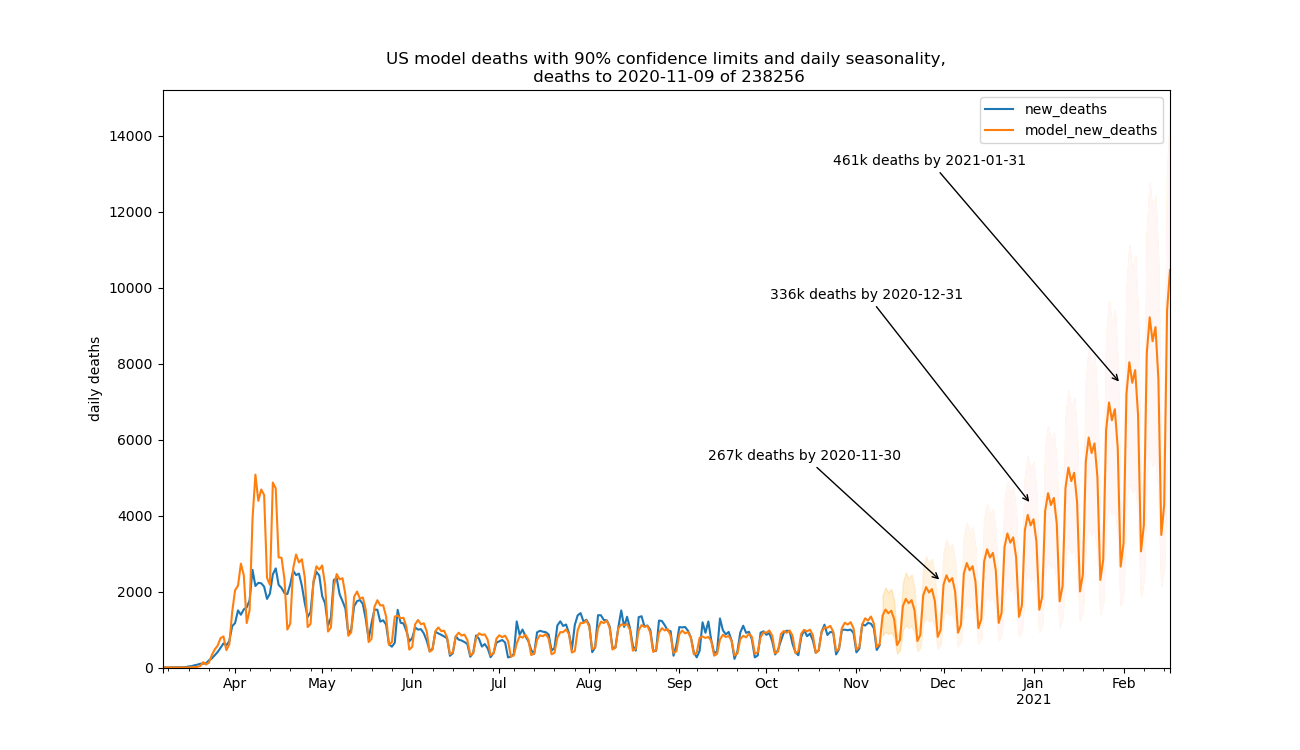 US model deaths with 90% confidence limits and daily seasonality,
deaths to 2020-11-09 of 238256
new_deaths
model_new_deaths
14000
12000
10000
8000
6000
4000
2000
0
daily deaths
461k deaths by 2021-01-31
336k deaths by 2020-12-31
267k deaths by 2020-11-30
Apr May Jun Jul Aug Sep Oct Nov Dec Jan Feb
2021